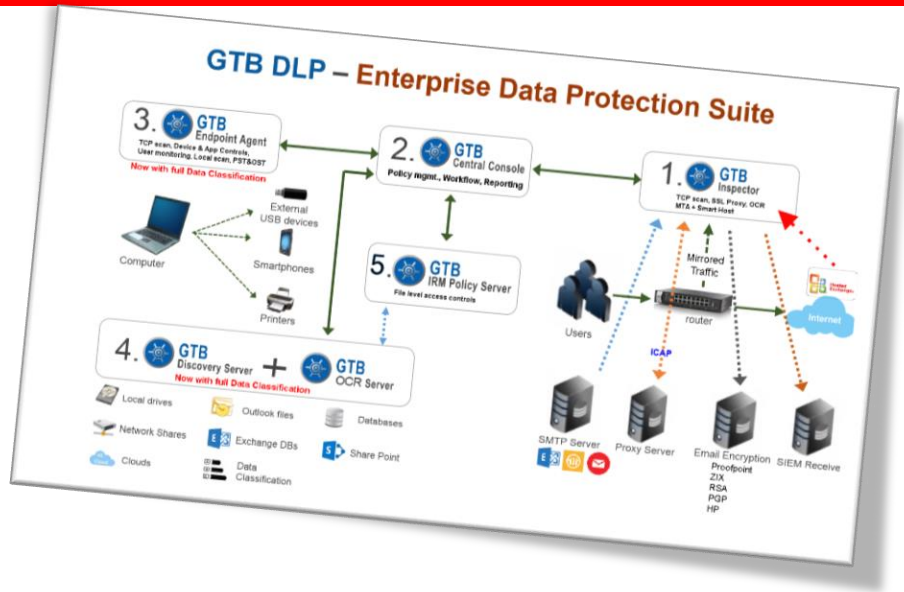 GTB DLP – Enterprise Data Protection Suite
3. GTB
Endpoint Agent
TCP scan, Device & App Controls,
User monitoring, Local scan, PST&OST
Now with full Data Classification
2. GTB
Central Console
Policy mgmt., Workflow, Reporting
1. GTB
Inspector
TCP scan, SSL Proxy, OCR
MTA + Smart Host
Computer
External
USB devices
Smartphones
Printers
5. GTB
IRM Policy Server
File level access controls
Users
Mirrored
Traffic
router
Internet
4. GTB
Discovery Server
+ GTB
OCR Server
Now with full Data Classification
Local drives
Outlook files
Databases
Network Shares
Exchange DBs
Share Point
Clouds
Data
Classification
ICAP
SMTP Server
Proxy Server
Email Encryption
Proofpoint
ZIX
RSA
PGP
HP
SIEM Receive